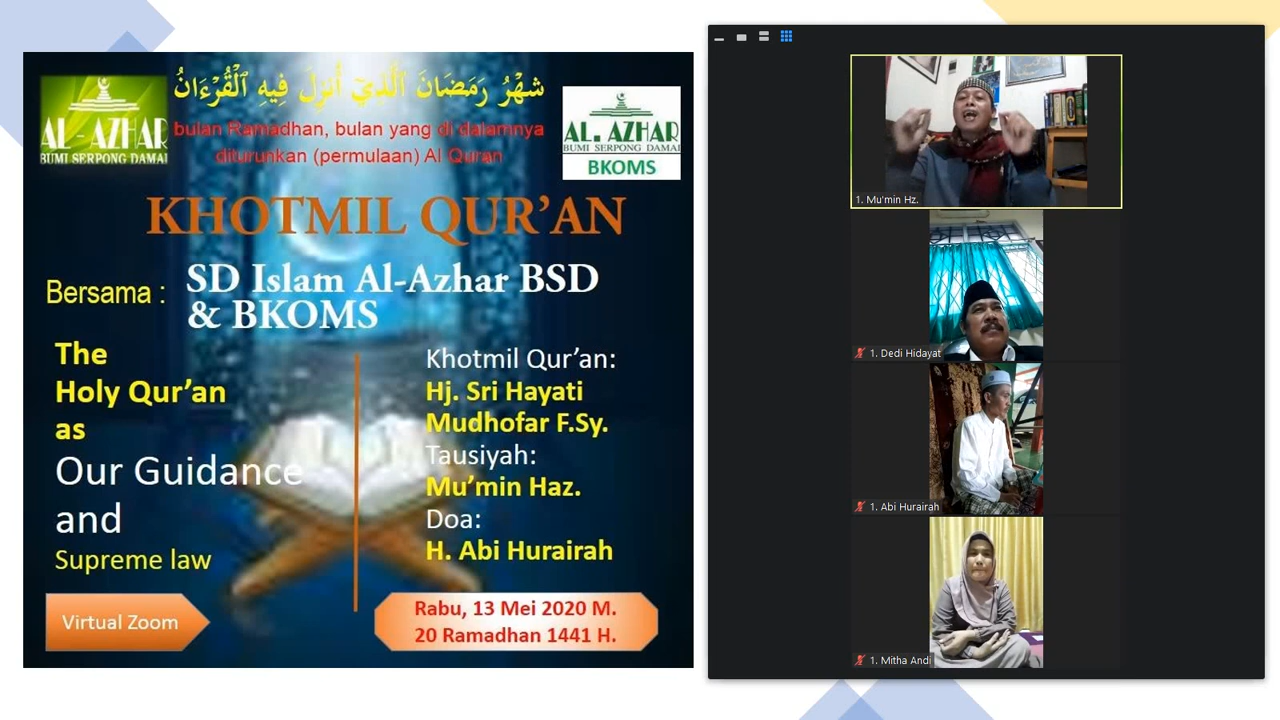 شَهْرُ رَمَضَانَ ٱلَّذِيٓ أُنزِلَ فِيهِ ٱلْقُرْءَانُ
AL-AZHAR
BUMI SERPONG DAMAI
bulan Ramadhan, bulan yang di dalamnya
diturunkan (permulaan) Al Quran
AL. AZHAR
BUMI SERPONG DAMAI
BKOMS
KHOTMIL QUR’AN
Bersama :
SD Islam Al-Azhar BSD
& BKOMS
The
Holy Qur’an
as
Our Guidance
and
Supreme law
Khotmil Qur’an:
Hj. Sri Hayati
Mudhofar F.Sy.
Tausiyah:
Mu’min Haz.
Doa:
H. Abi Hurairah
Virtual Zoom
Rabu, 13 Mei 2020 M.
20 Ramadhan 1441 H.
1. Mu'min Hz.
1. Dedi Hidayat
1. Abi Hurairah
1. Mitha Andi